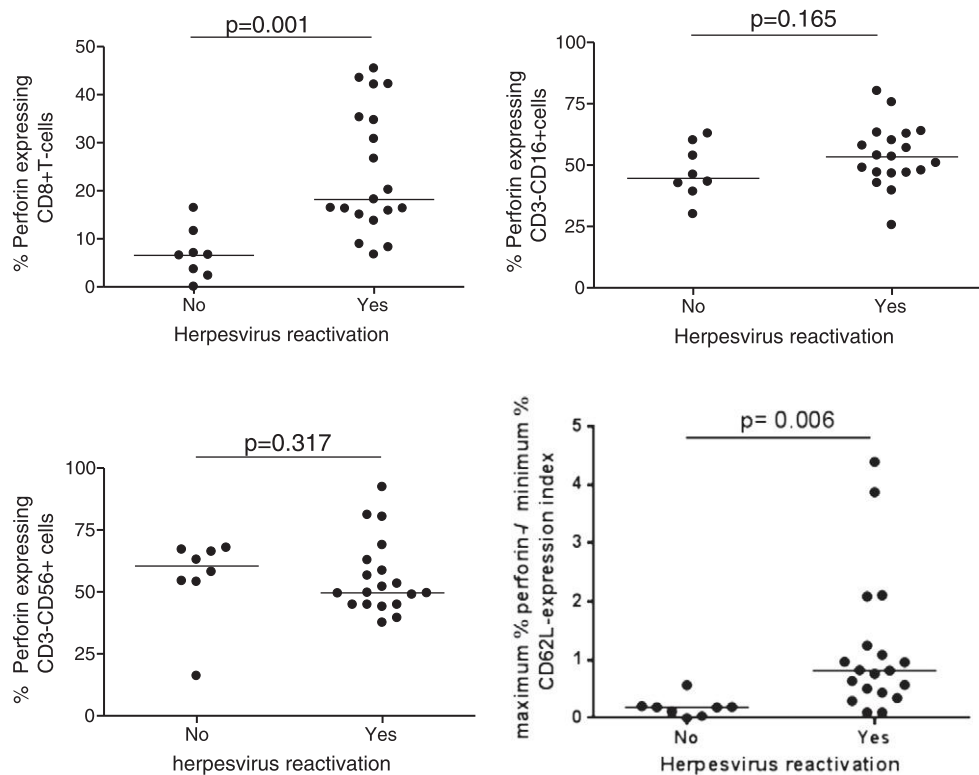 p=0.001
% Perforin expressing
CD8+T-cells
50
40
30
20
10
0
No
Yes
Herpesvirus reactivation
p=0.165
% Perforin expressing
CD3-CD16+cells
100
75
50
25
0
No
Yes
Herpesvirus reactivation
p=0.317
% Perforin expressing
CD3-CD56+ cells
100
75
50
25
0
No
Yes
herpesvirus reactivation
p= 0.006
maximum % perforin-/ minimum %
CD62L-expression index
5
4
3
2
1
0
No
Yes
Herpesvirus reactivation